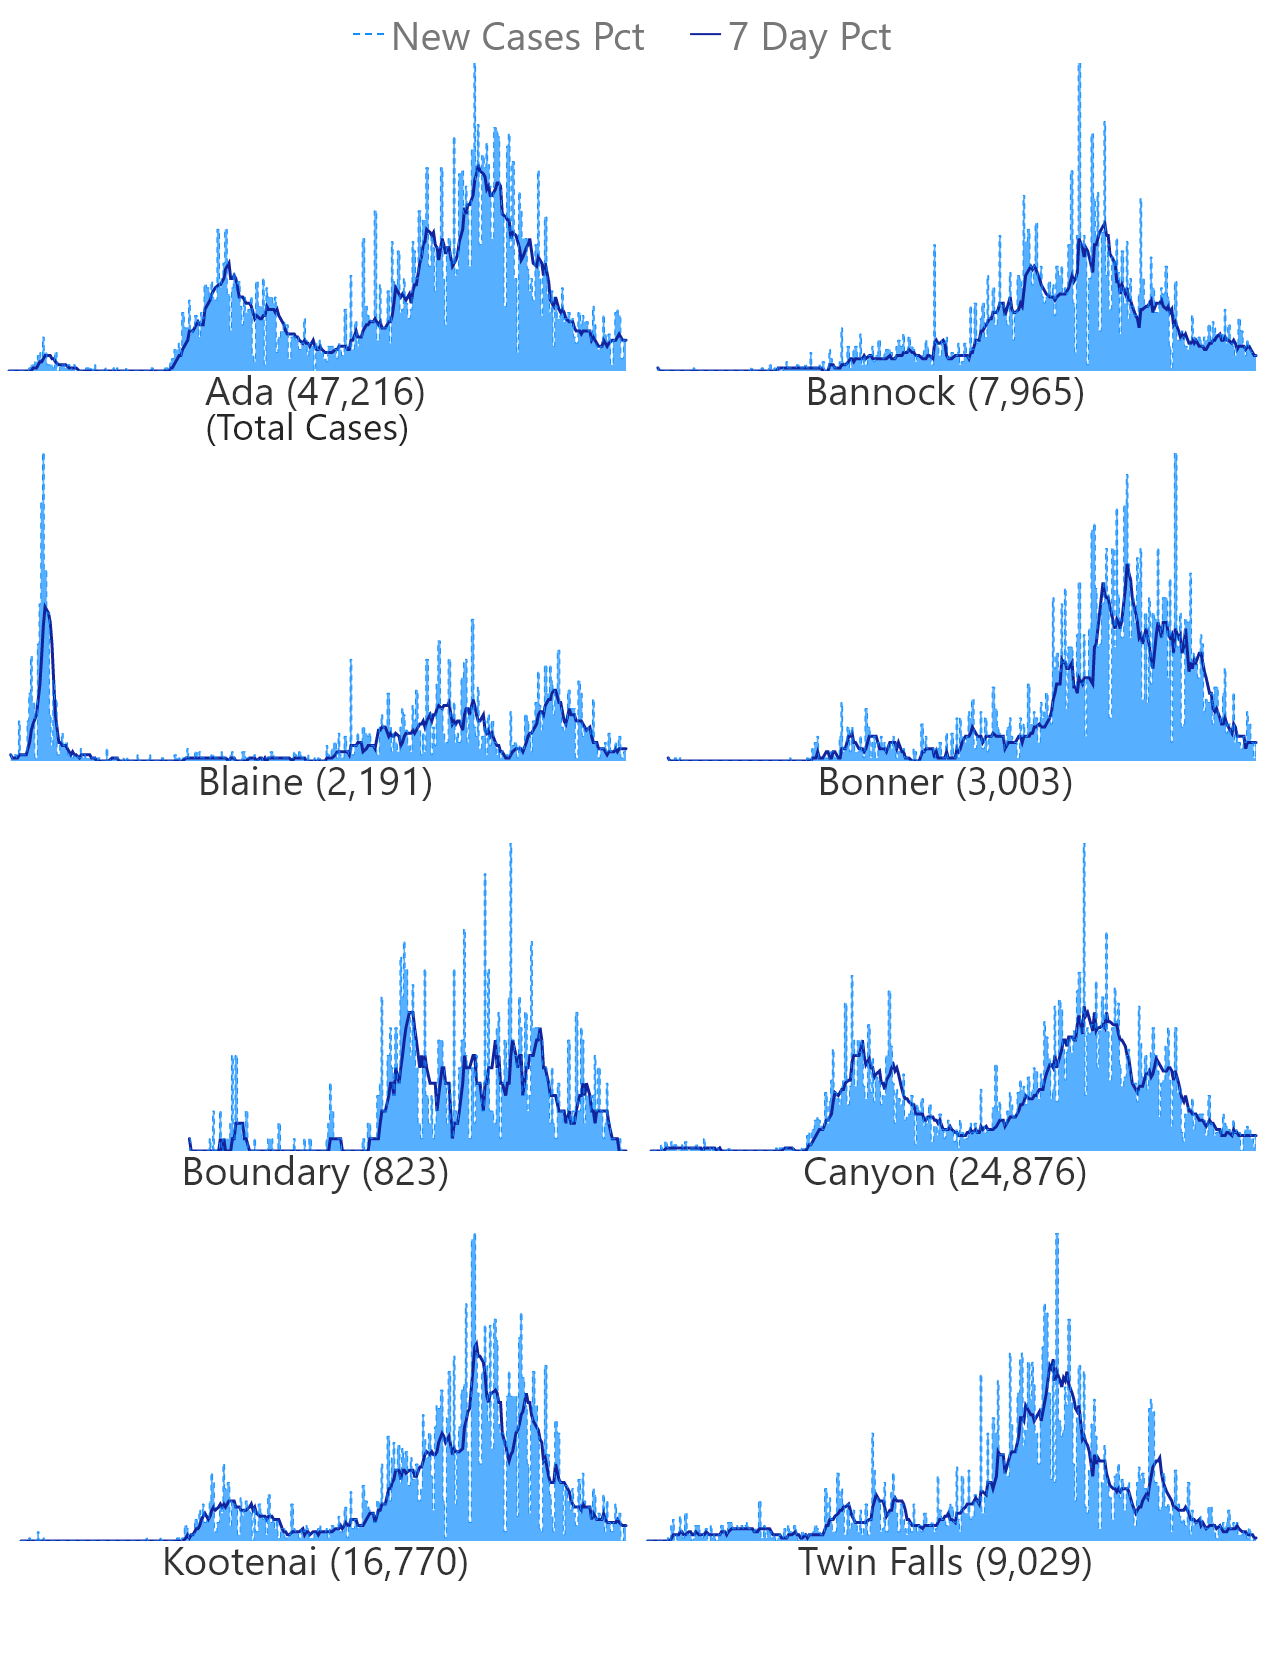 New Cases Pct 7 Day Pct
Ada (47,216)
(Total Cases)
Bannock (7,965)
Blaine (2,191)
Bonner (3,003)
Boundary (823)
Canyon (24,876)
Kootenai (16,770)
Twin Falls (9,029)